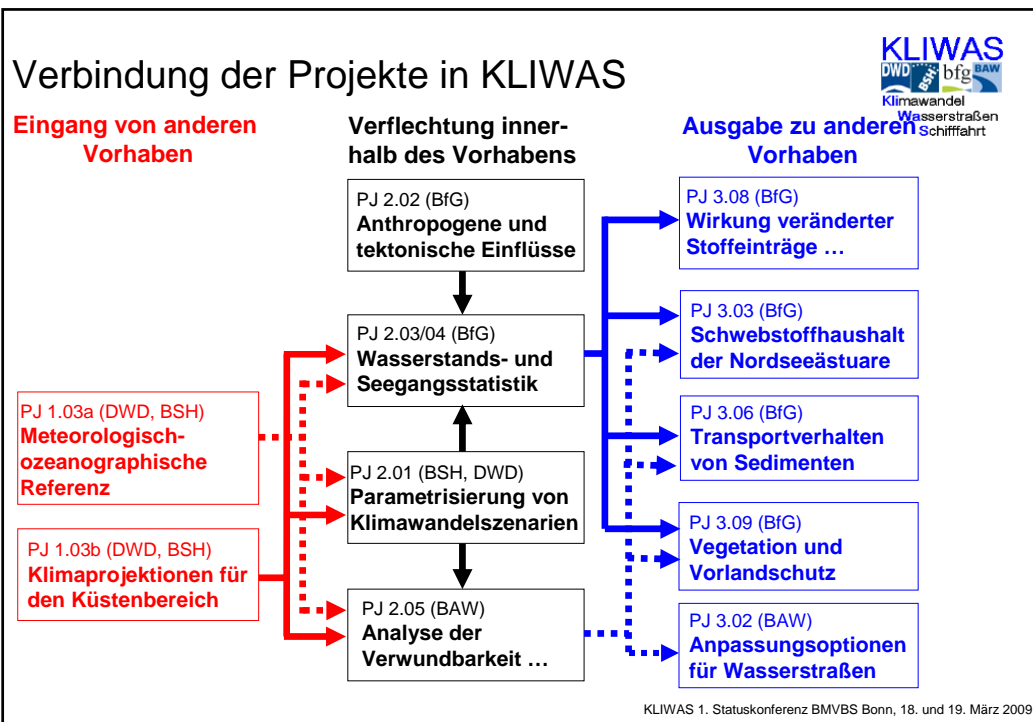 Verbindung der Projekte in KLIWAS
KLIWAS
DWD BSH bfg BAW
Klimawandel
Wasserstraßen
Schifffahrt
Eingang von anderen
Vorhaben
Verflechtung inner-
halb des Vorhabens
Ausgabe zu anderen
Vorhaben
PJ 1.03a (DWD, BSH)
Meteorologisch-
ozeanographische
Referenz
PJ 1.03b (DWD, BSH)
Klimaprojektionen für
den Küstenbereich
PJ 2.02 (BfG)
Anthropogene und
tektonische Einflüsse
PJ 2.03/04 (BfG)
Wasserstands- und
Seegangsstatistik
PJ 2.01 (BSH, DWD)
Parametrisierung von
Klimawandelszenarien
PJ 2.05 (BAW)
Analyse der
Verwundbarkeit …
PJ 3.08 (BfG)
Wirkung veränderter
Stoffeinträge …
PJ 3.03 (BfG)
Schwebstoffhaushalt
der Nordseeästuare
PJ 3.06 (BfG)
Transportverhalten
von Sedimenten
PJ 3.09 (BfG)
Vegetation und
Vorlandschutz
PJ 3.02 (BAW)
Anpassungsoptionen
für Wasserstraßen
KLIWAS 1. Statuskonferenz BMVBS Bonn, 18. und 19. März 2009